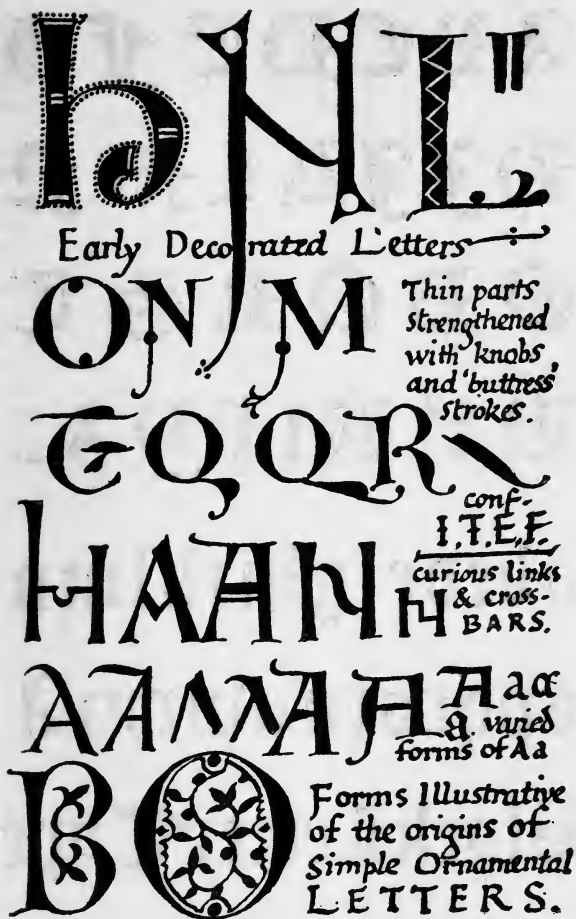 h N L"
Early Decorated Letters
O N M
Thin parts
strengthened
with knobs,
and 'buttress'
strokes.
T Q Q R
conf-
I.T.E.F.
H A A N
curious links
N & cross-
BARS.
A A A A A A A a æ
a varied
forms of A a
B O
Forms Illustrative
of the origins of
Simple Ornamental
LETTERS.